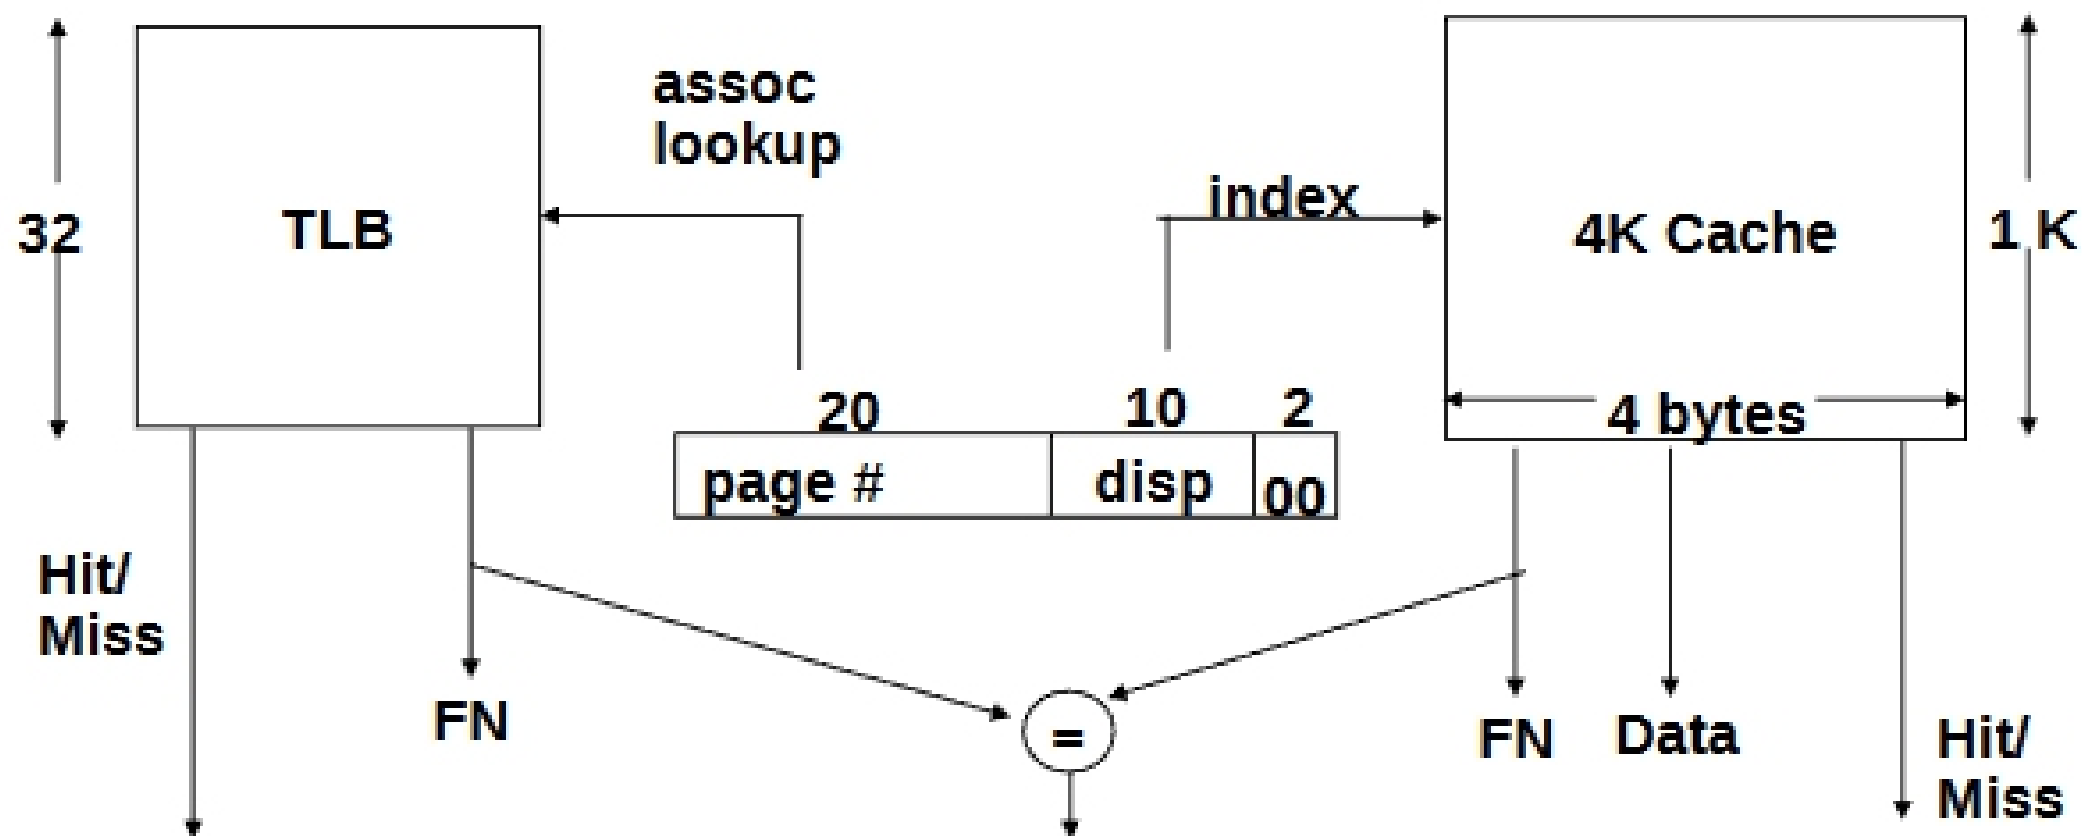 assoc
lookup
index
32
TLB
4K Cache
1 K
20
10
2
4 bytes
page #
disp
00
Hit/
Miss
FN
=
FN
Data
Hit/
Miss